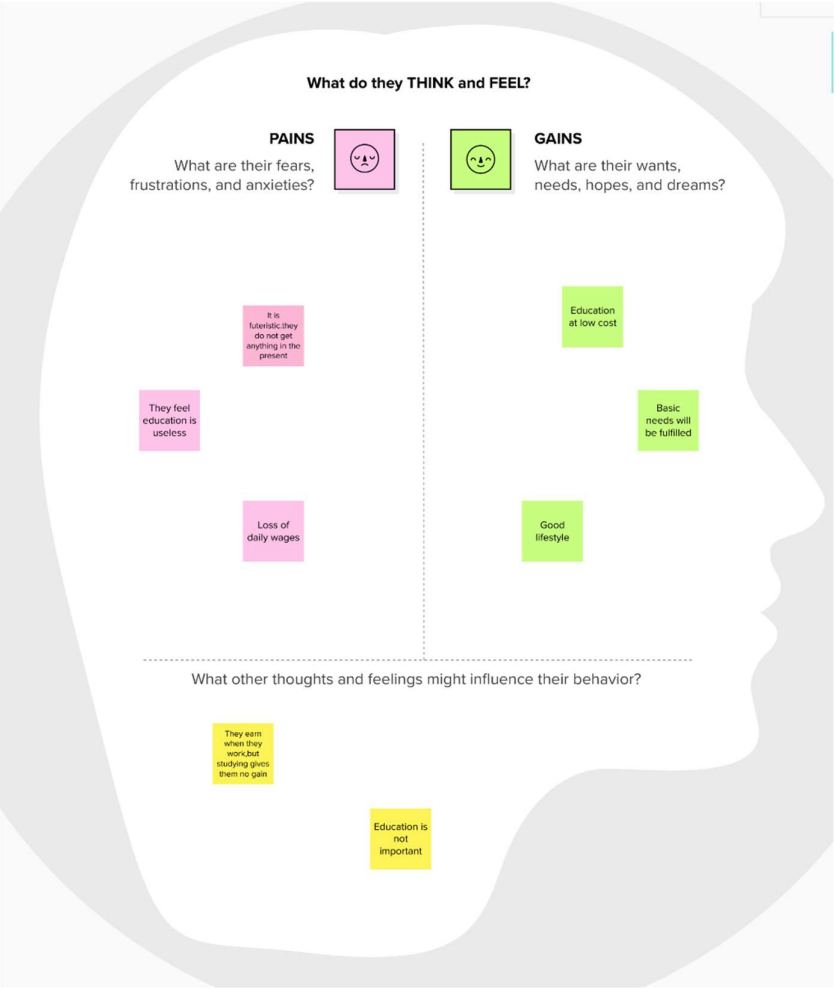 What do they THINK and FEEL?
PAINS
What are their fears,
frustrations, and anxieties?
GAINS
What are their wants,
needs, hopes, and dreams?
It is
futeristic.they
do not get
anything in the
present
They feel
education is
useless
Loss of
daily wages
Education
at low cost
Basic
needs will
be fulfilled
Good
lifestyle
What other thoughts and feelings might influence their behavior?
They earn
when they
work,but
studying gives
them no gain
Education is
not
important